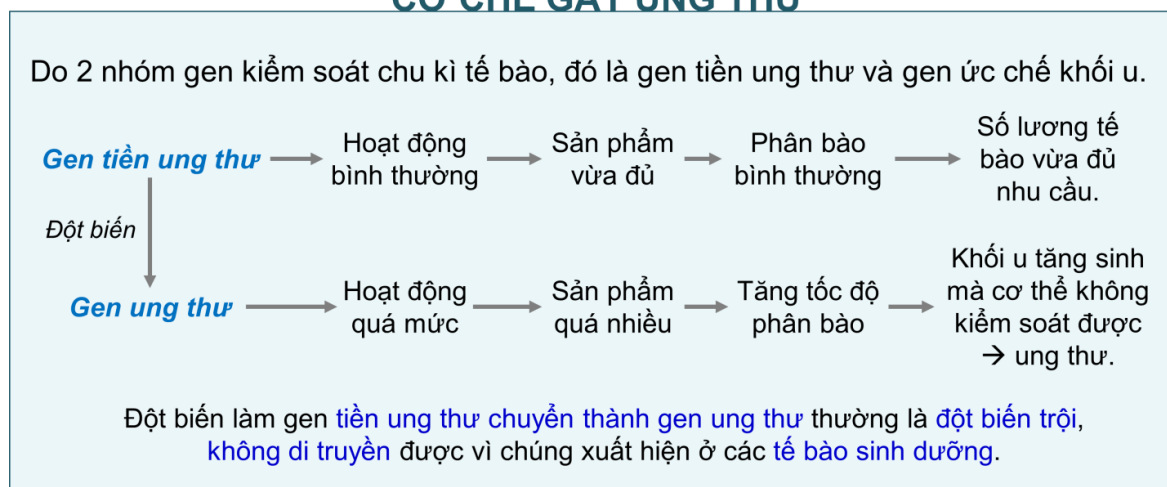 CƠ CHẾ GÂY UNG THƯ
Do 2 nhóm gen kiểm soát chu kì tế bào, đó là gen tiền ung thư và gen ức chế khối u.
Gen tiền ung thư
Hoạt động
bình thường
Sản phẩm
vừa đủ
Phân bào
bình thường
Số lương tế
bào vừa đủ
nhu cầu.
Đột biến
Gen ung thư
Hoạt động
quá mức
Sản phẩm
quá nhiều
Tăng tốc độ
phân bào
Khối u tăng sinh
mà cơ thể không
kiểm soát được
→ ung thư.
Đột biến làm gen tiền ung thư chuyển thành gen ung thư thường là đột biến trội,
không di truyền được vì chúng xuất hiện ở các tế bào sinh dưỡng.